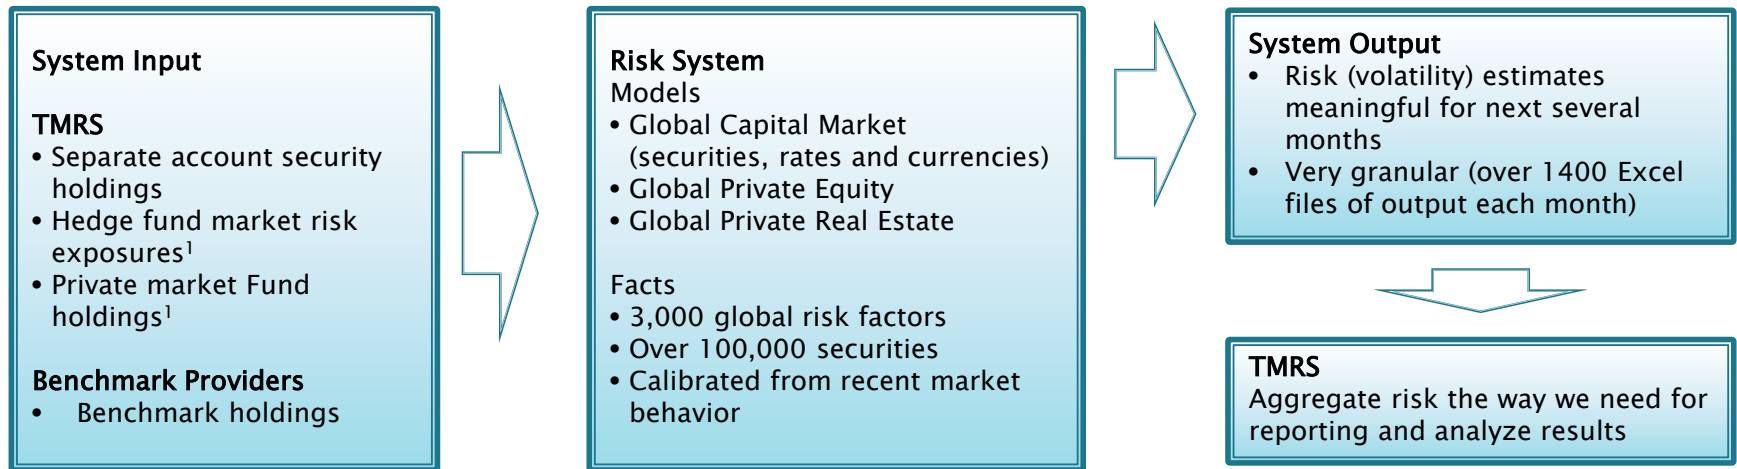 System Input
TMRS
• Separate account security
holdings
• Hedge fund market risk
exposures¹
• Private market Fund
holdings¹
Benchmark Providers
• Benchmark holdings
Risk System
Models
• Global Capital Market
(securities, rates and currencies)
• Global Private Equity
• Global Private Real Estate
Facts
• 3,000 global risk factors
• Over 100,000 securities
• Calibrated from recent market
behavior
System Output
• Risk (volatility) estimates
meaningful for next several
months
• Very granular (over 1400 Excel
files of output each month)
TMRS
Aggregate risk the way we need for
reporting and analyze results